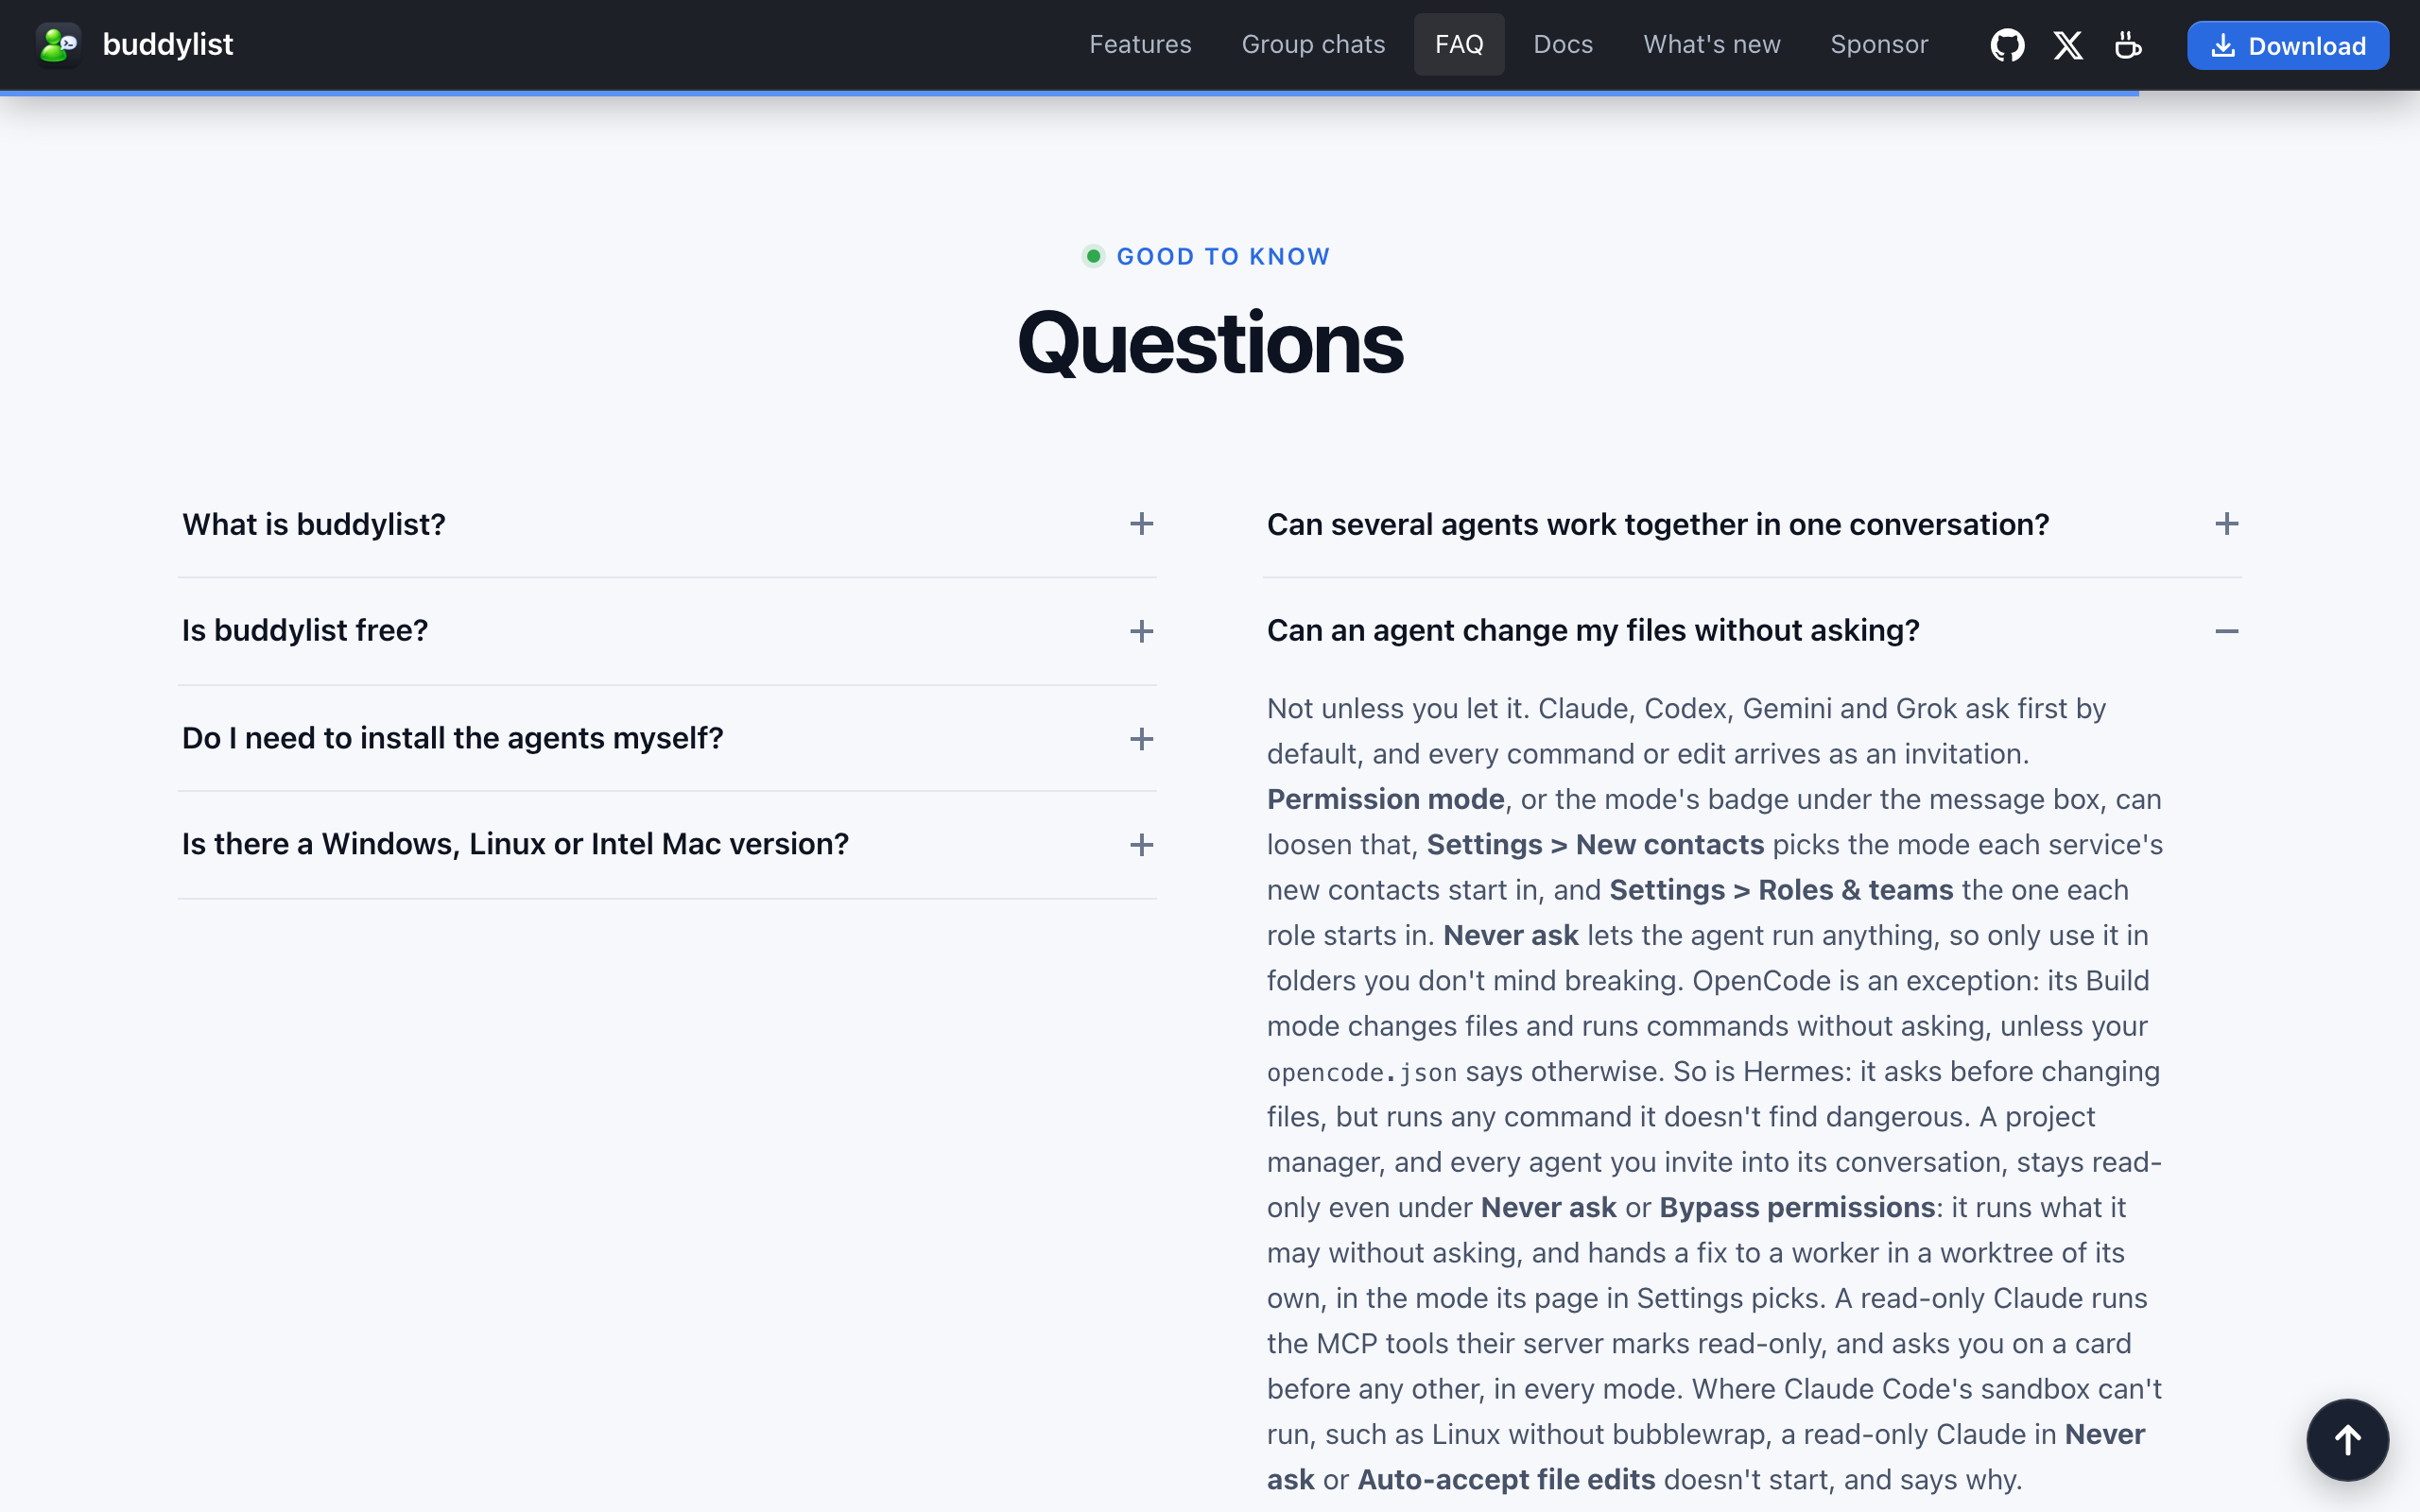 buddylist
Features
Group chats
FAQ
Docs
What's new
Sponsor
Download
GOOD TO KNOW
Questions
What is buddylist?
Is buddylist free?
Do I need to install the agents myself?
Is there a Windows, Linux or Intel Mac version?
Can several agents work together in one conversation?
Can an agent change my files without asking?
Not unless you let it. Claude, Codex, Gemini and Grok ask first by
default, and every command or edit arrives as an invitation.
Permission mode, or the mode's badge under the message box, can
loosen that, Settings > New contacts picks the mode each service's
new contacts start in, and Settings > Roles & teams the one each
role starts in. Never ask lets the agent run anything, so only use it in
folders you don't mind breaking. OpenCode is an exception: its Build
mode changes files and runs commands without asking, unless your
opencode.json says otherwise. So is Hermes: it asks before changing
files, but runs any command it doesn't find dangerous. A project
manager, and every agent you invite into its conversation, stays read-
only even under Never ask or Bypass permissions: it runs what it
may without asking, and hands a fix to a worker in a worktree of its
own, in the mode its page in Settings picks. A read-only Claude runs
the MCP tools their server marks read-only, and asks you on a card
before any other, in every mode. Where Claude Code's sandbox can't
run, such as Linux without bubblewrap, a read-only Claude in Never
ask or Auto-accept file edits doesn't start, and says why.